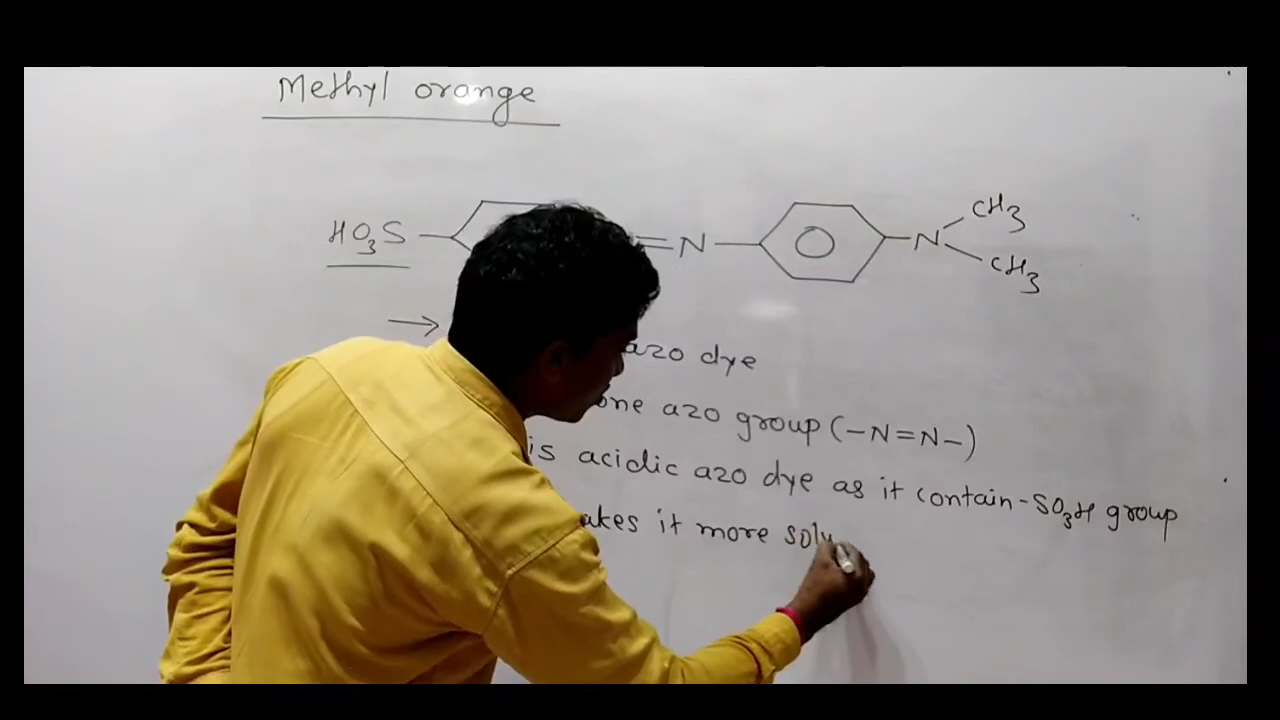 Methyl orange
HO3S =N N CH3
CH3
→ azo dye
one azo group (-N=N-)
is acidic azo dye as it contain -SO3H group
akes it more solu